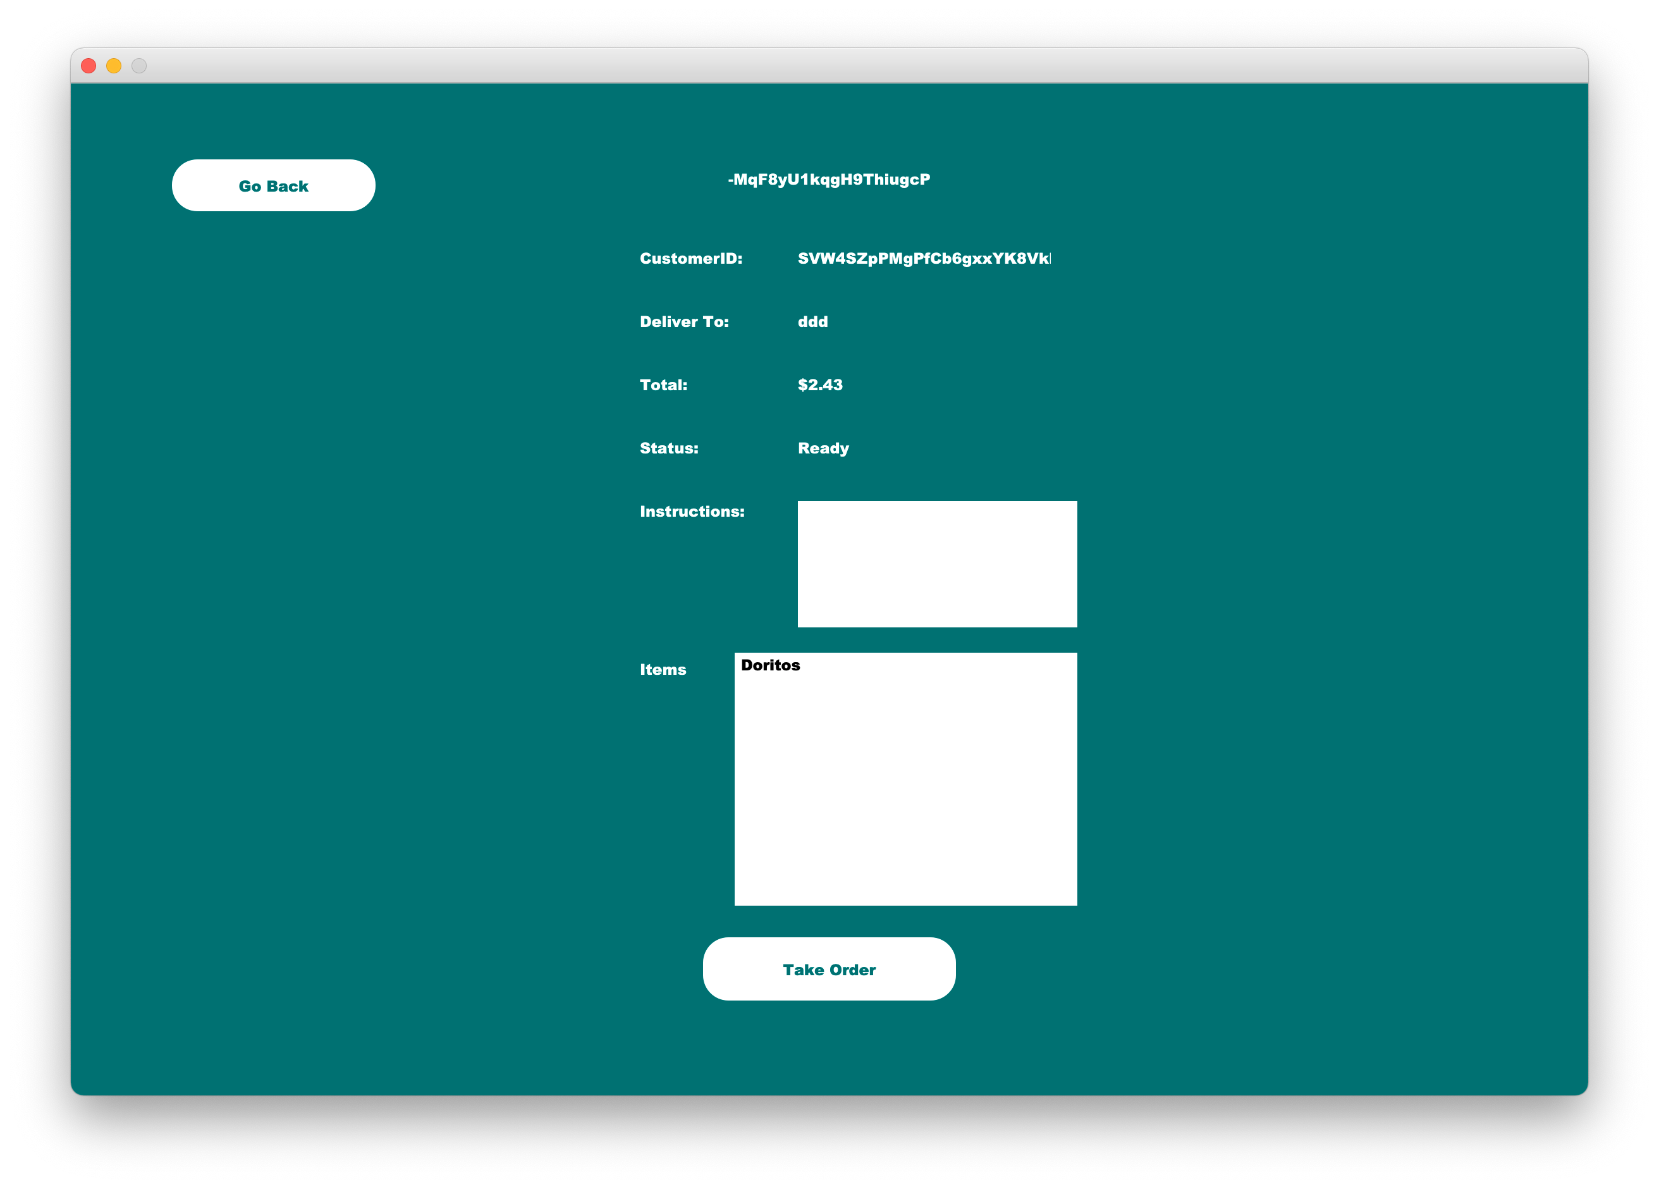 Go Back
-MqF8yU1kqgH9ThiugcP
CustomerID: SVW4SZpPMgPfCb6gxxYK8Vk
Deliver To: ddd
Total: $2.43
Status: Ready
Instructions:
Items Doritos
Take Order